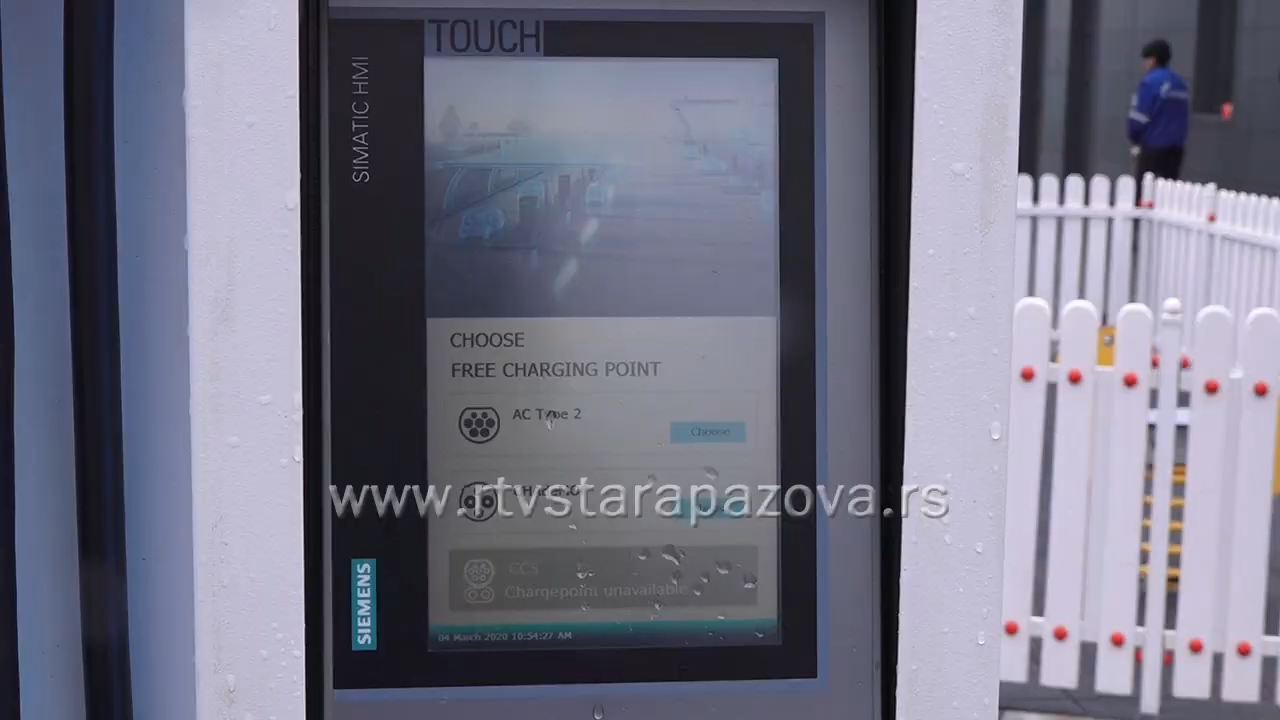 TOUCH
SIMATIC HMI
CHOOSE
FREE CHARGING POINT
AC Type 2
Choose
CHAdeMO
www.rtvstarapazova.rs
CCS
Chargepoint unavailable
SIEMENS
04 March 2020 10:54:27 AM